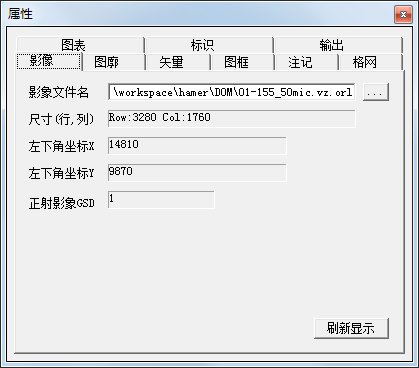 属性
图表 标识 输出
影像 图廓 矢量 图框 注记 格网
影象文件名 \workspace\hamer\DOM\01-155_50mic.vz.orl ...
尺寸(行,列) Row:3280 Col:1760
左下角坐标X 14810
左下角坐标Y 9870
正射影象GSD 1
刷新显示